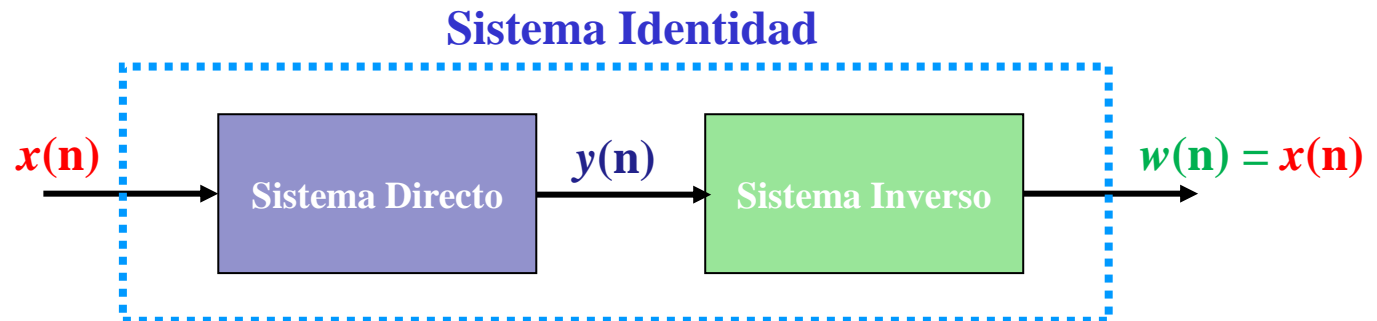 Sistema Identidad
x(n)
Sistema Directo
y(n)
Sistema Inverso
w(n) = x(n)